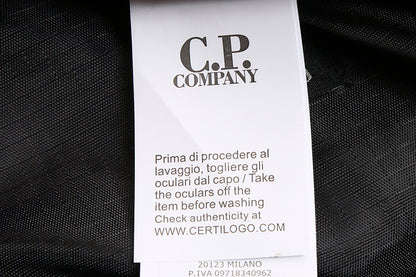 C.P.
COMPANY
Prima di procedere al
lavaggio, togliere gli
oculari dal capo / Take
the oculars off the
item before washing
Check authenticity at
WWW.CERTILOGO.COM
20123 MILANO
P.IVA 09718340962